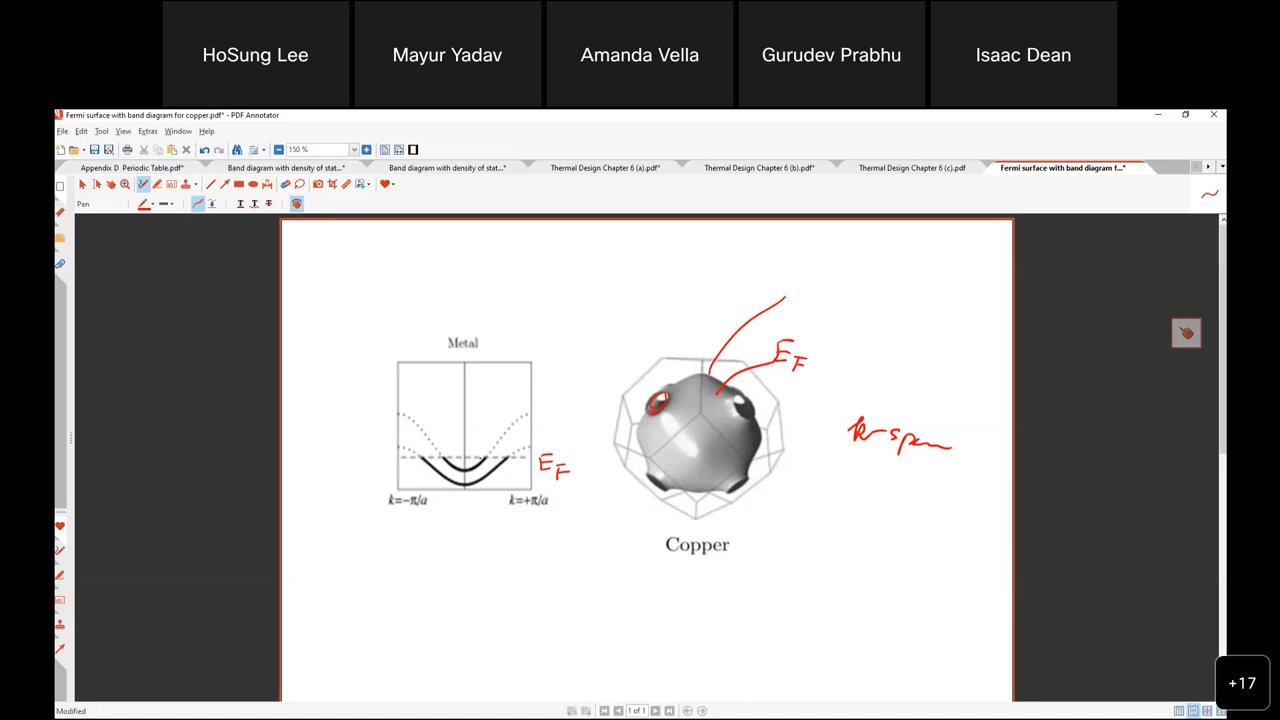 HoSung Lee
Mayur Yadav
Amanda Vella
Gurudev Prabhu
Isaac Dean
Fermi surface with band diagram for copper.pdf* - PDF Annotator
File Edit Tool View Extras Window Help
150 %
Appendix D Periodic Table.pdf*
Band diagram with density of stat...*
Band diagram with density of stat...*
Thermal Design Chapter 6 (a).pdf*
Thermal Design Chapter 6 (b).pdf*
Thermal Design Chapter 6 (c).pdf
Fermi surface with band diagram f...*
Pen
Metal
EF
EF
k=-π/a
k=+π/a
Copper
Modified
1 of 1
+17